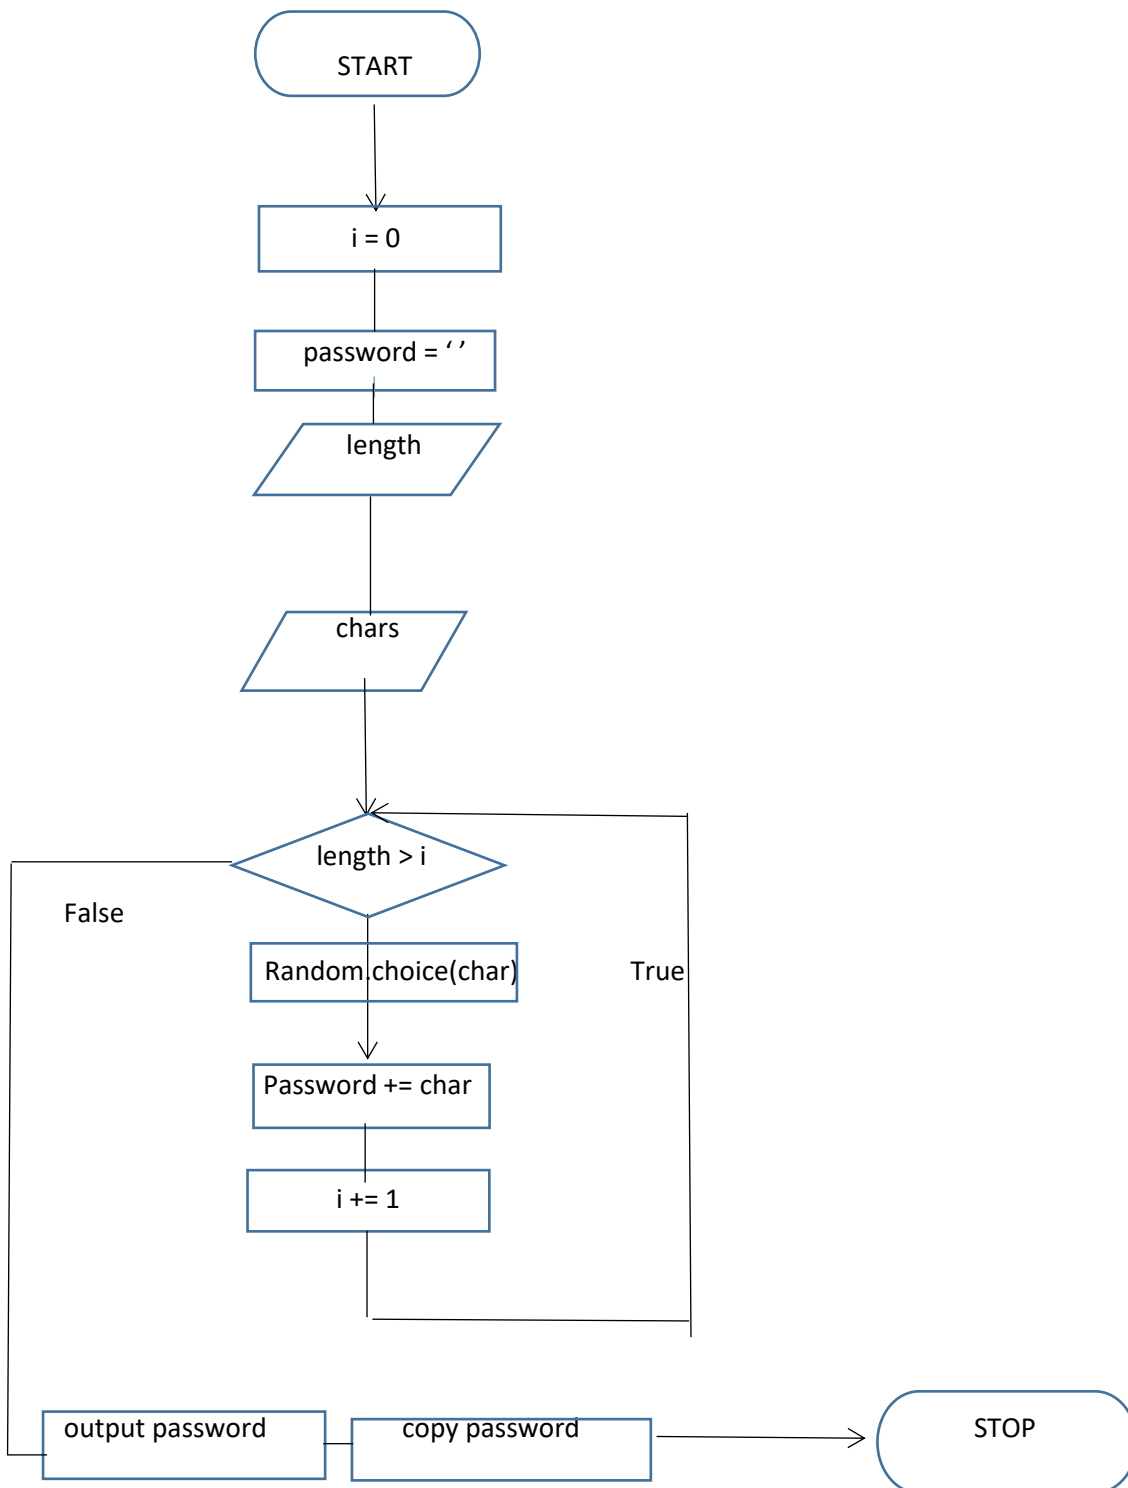 START
i = 0
password = ‘ ’
length
chars
length > i
False
Random.choice(char)
True
Password += char
i += 1
output password
copy password
STOP